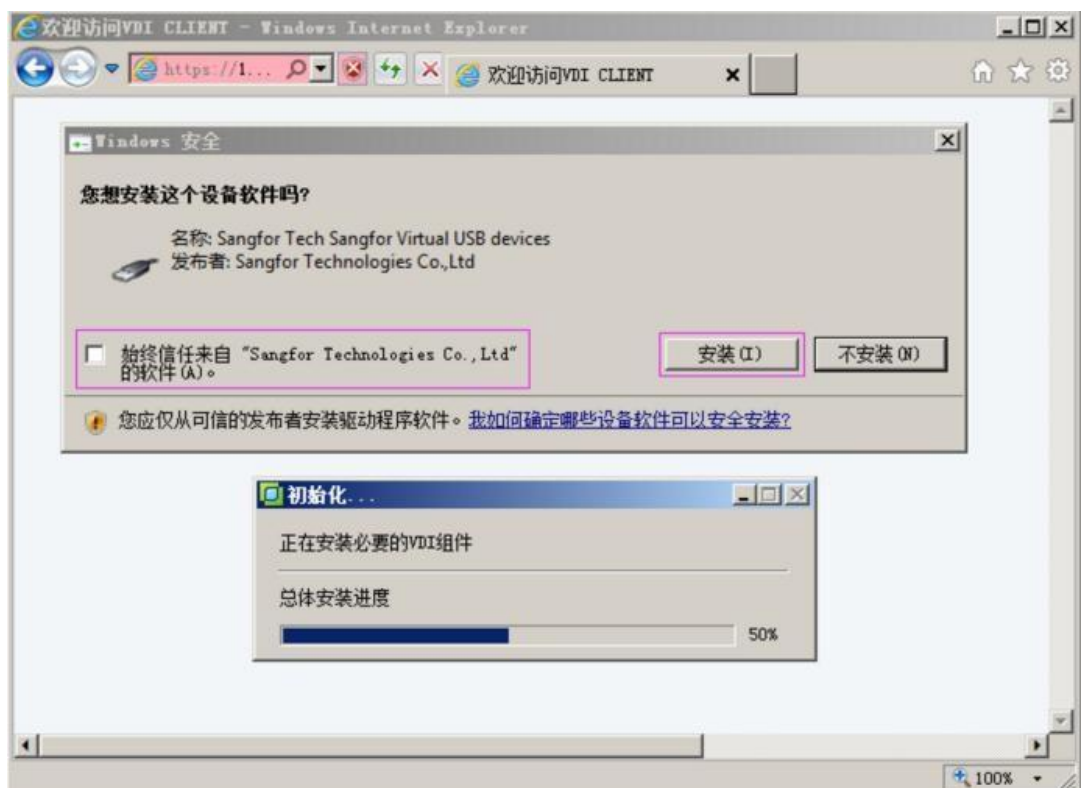 欢迎访问VDI CLIENT - Windows Internet Explorer
https://1...
欢迎访问VDI CLIENT
Windows 安全
您想安装这个设备软件吗?
名称: Sangfor Tech Sangfor Virtual USB devices
发布者: Sangfor Technologies Co.,Ltd
始终信任来自 "Sangfor Technologies Co.,Ltd"
的软件(A)。
安装(I)
不安装(N)
您应仅从可信的发布者安装驱动程序软件。我如何确定哪些设备软件可以安全安装?
初始化...
正在安装必要的VDI组件
总体安装进度
50%
100%